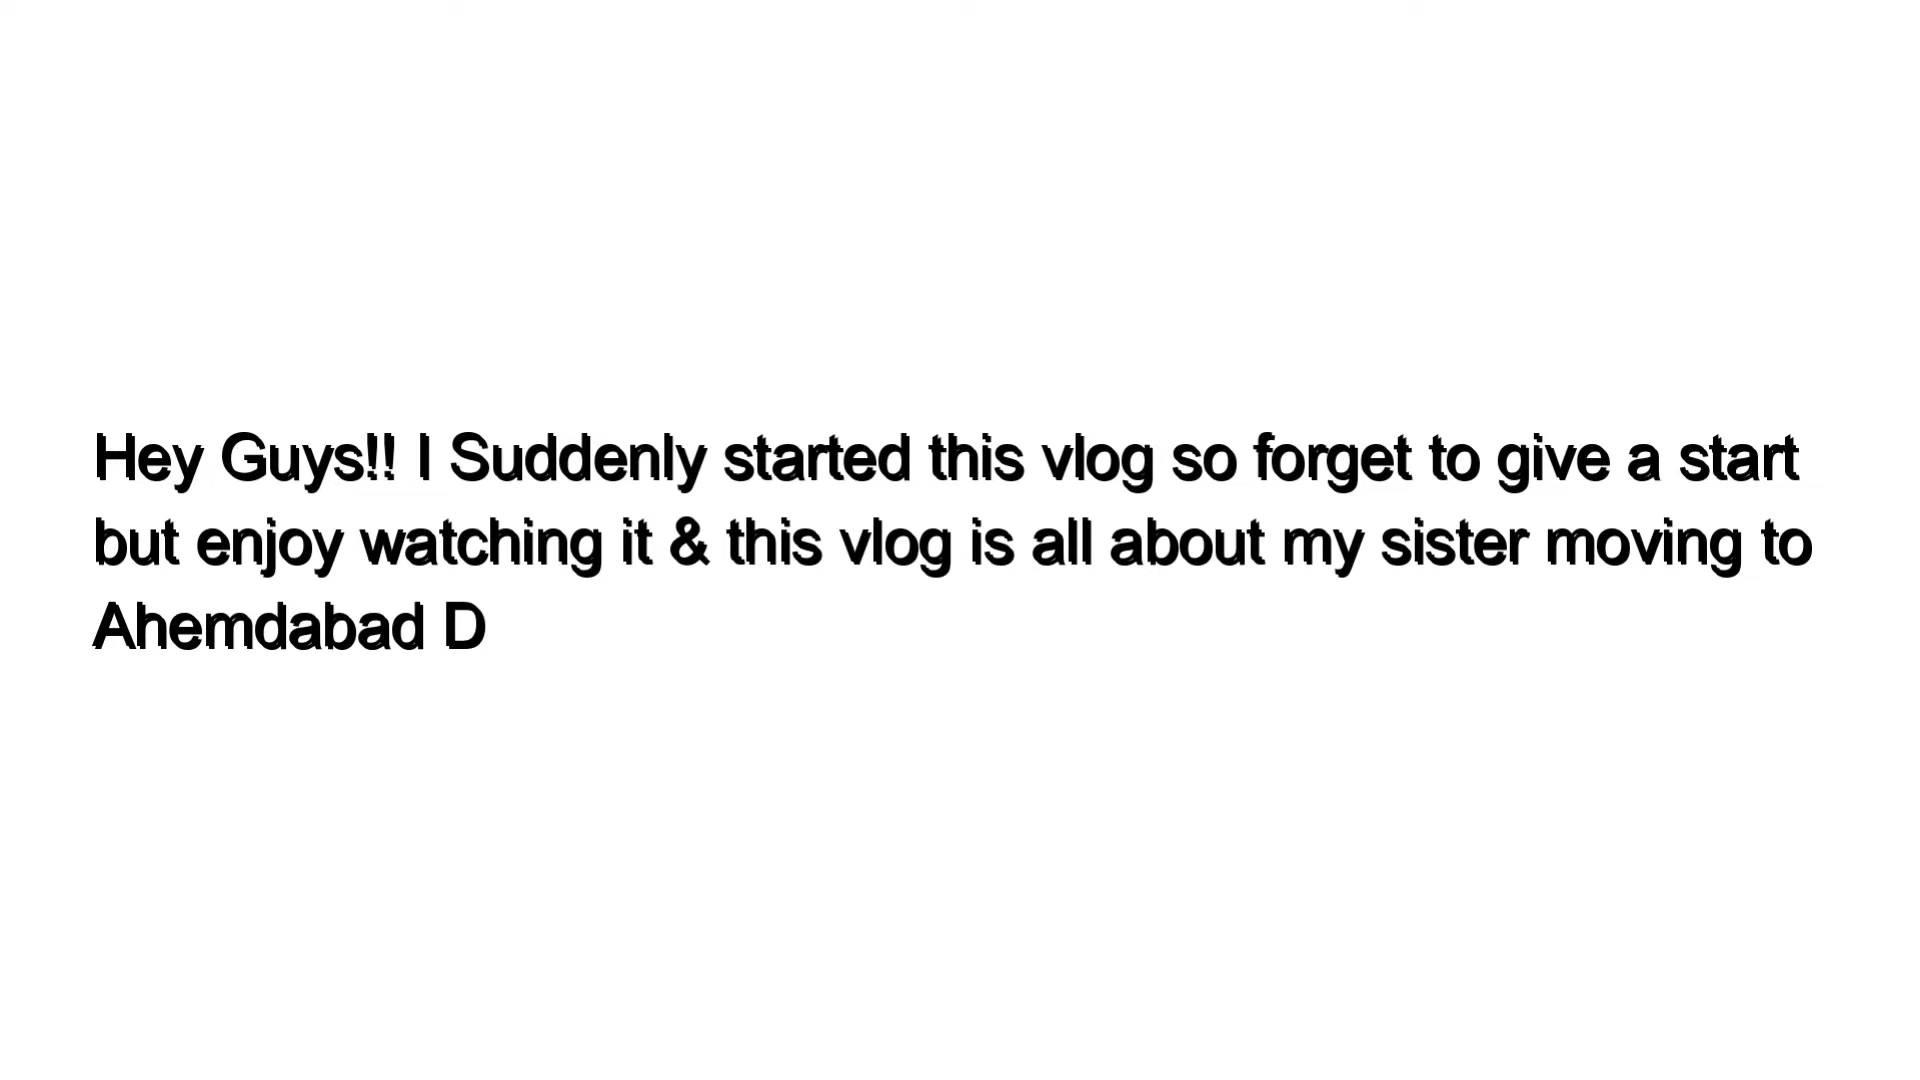 Hey Guys!! I Suddenly started this vlog so forget to give a start
but enjoy watching it & this vlog is all about my sister moving to
Ahemdabad D